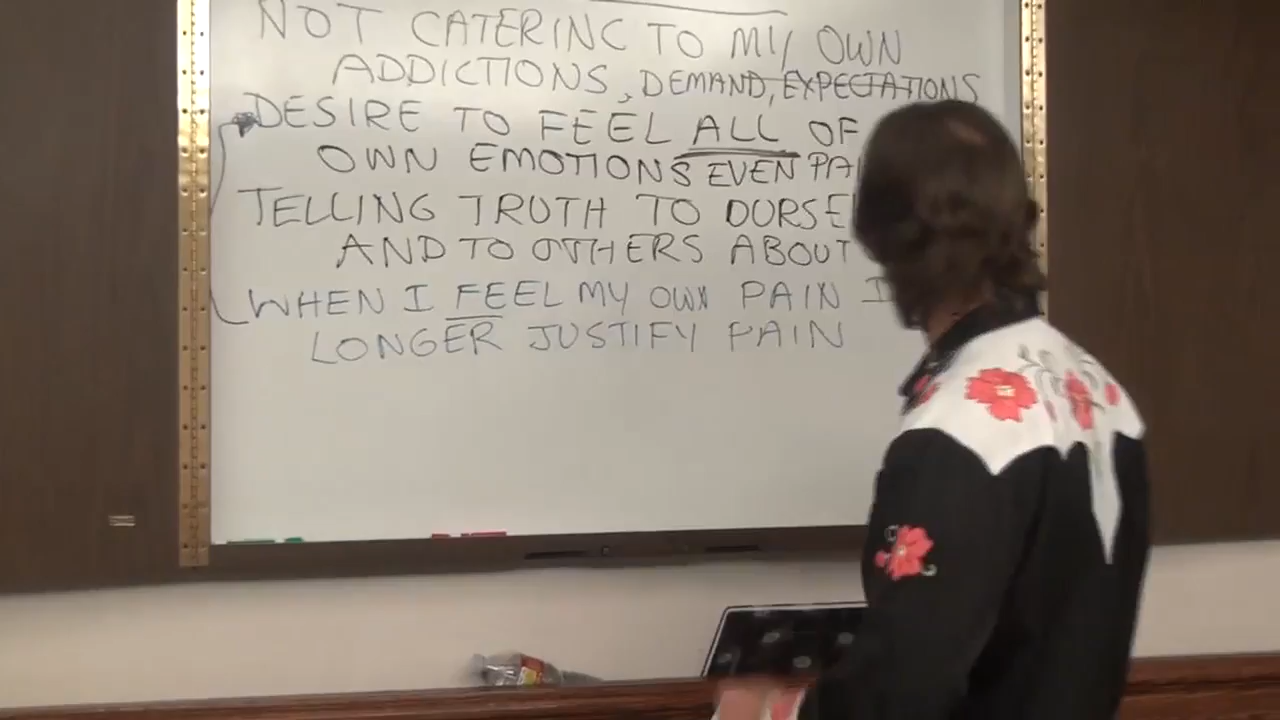 NOT CATERING TO MY OWN
ADDICTIONS, DEMAND, EXPECTATIONS
DESIRE TO FEEL ALL OF
OWN EMOTIONS EVEN
TELLING TRUTH TO
AND TO OTHERS ABOUT
WHEN I FEEL MY OWN PAIN I
LONGER JUSTIFY PAIN